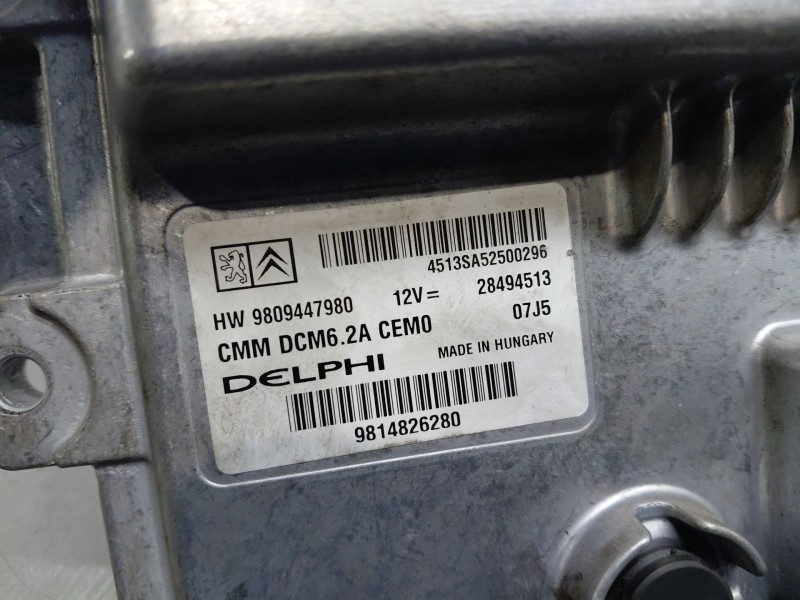 4513SA52500296
HW 9809447980 12V= 28494513
CMM DCM6.2A CEM0 07J5
DELPHI MADE IN HUNGARY
9814826280